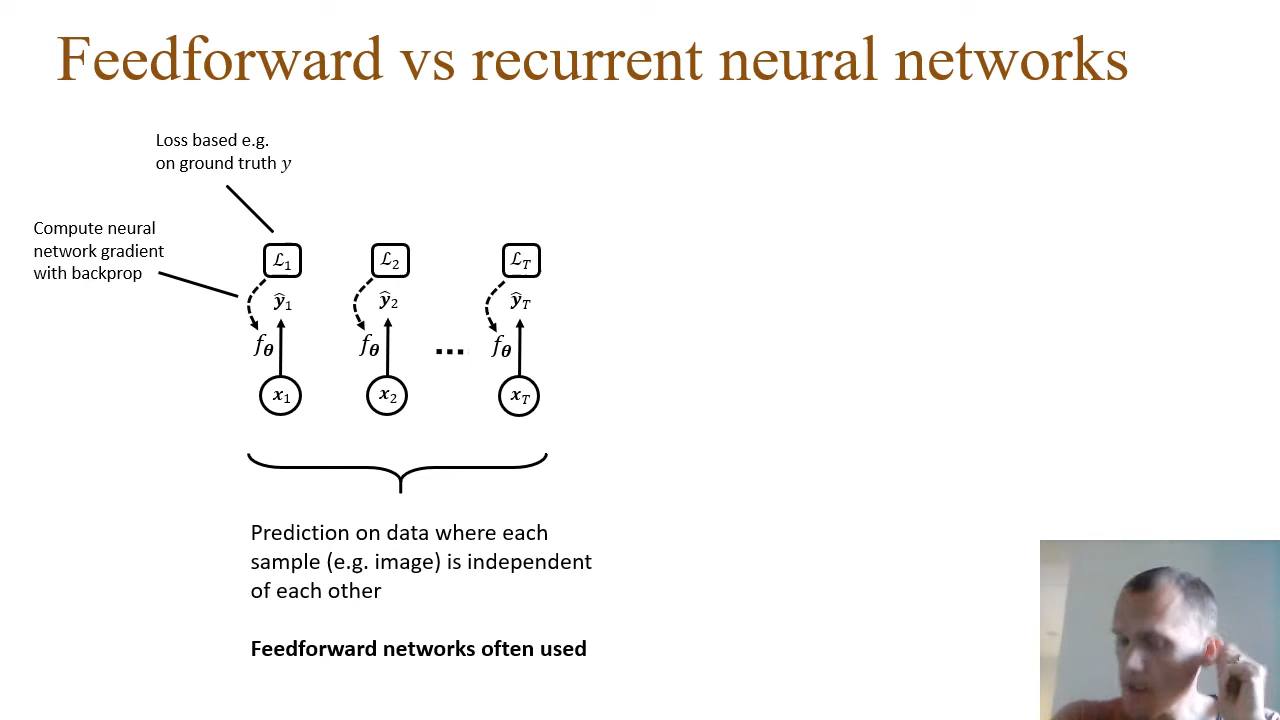 Feedforward vs recurrent neural networks
Loss based e.g.
on ground truth y
Compute neural
network gradient
with backprop
ℒ₁ ℒ₂ ℒ_T
ŷ₁ ŷ₂ ŷ_T
f_θ f_θ ... f_θ
x₁ x₂ x_T
Prediction on data where each
sample (e.g. image) is independent
of each other
Feedforward networks often used